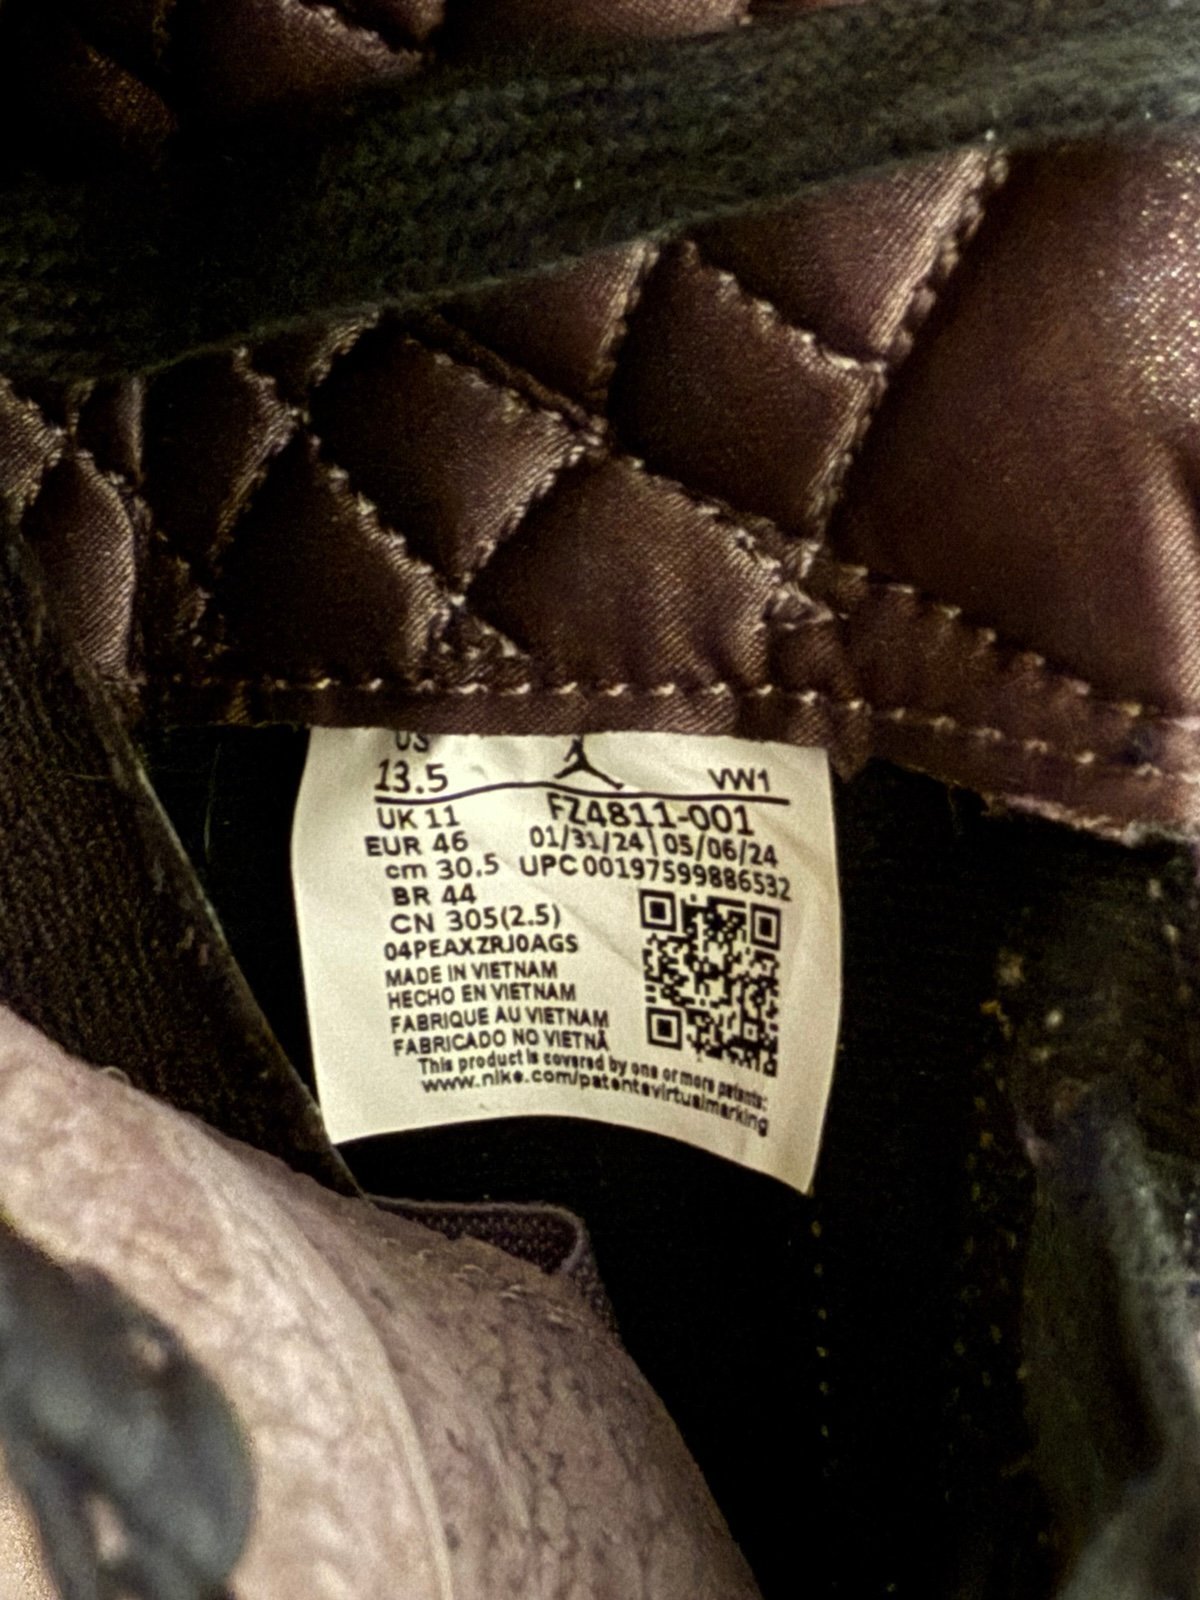 US
13.5 VW1
UK 11 FZ4811-001
EUR 46 01/31/24 | 05/06/24
cm 30.5 UPC 00197599886532
BR 44
CN 305(2.5)
04PEAXZRJ0AGS
MADE IN VIETNAM
HECHO EN VIETNAM
FABRIQUE AU VIETNAM
FABRICADO NO VIETNÃ
This product is covered by one or more patents:
www.nike.com/patentsvirtualmarking